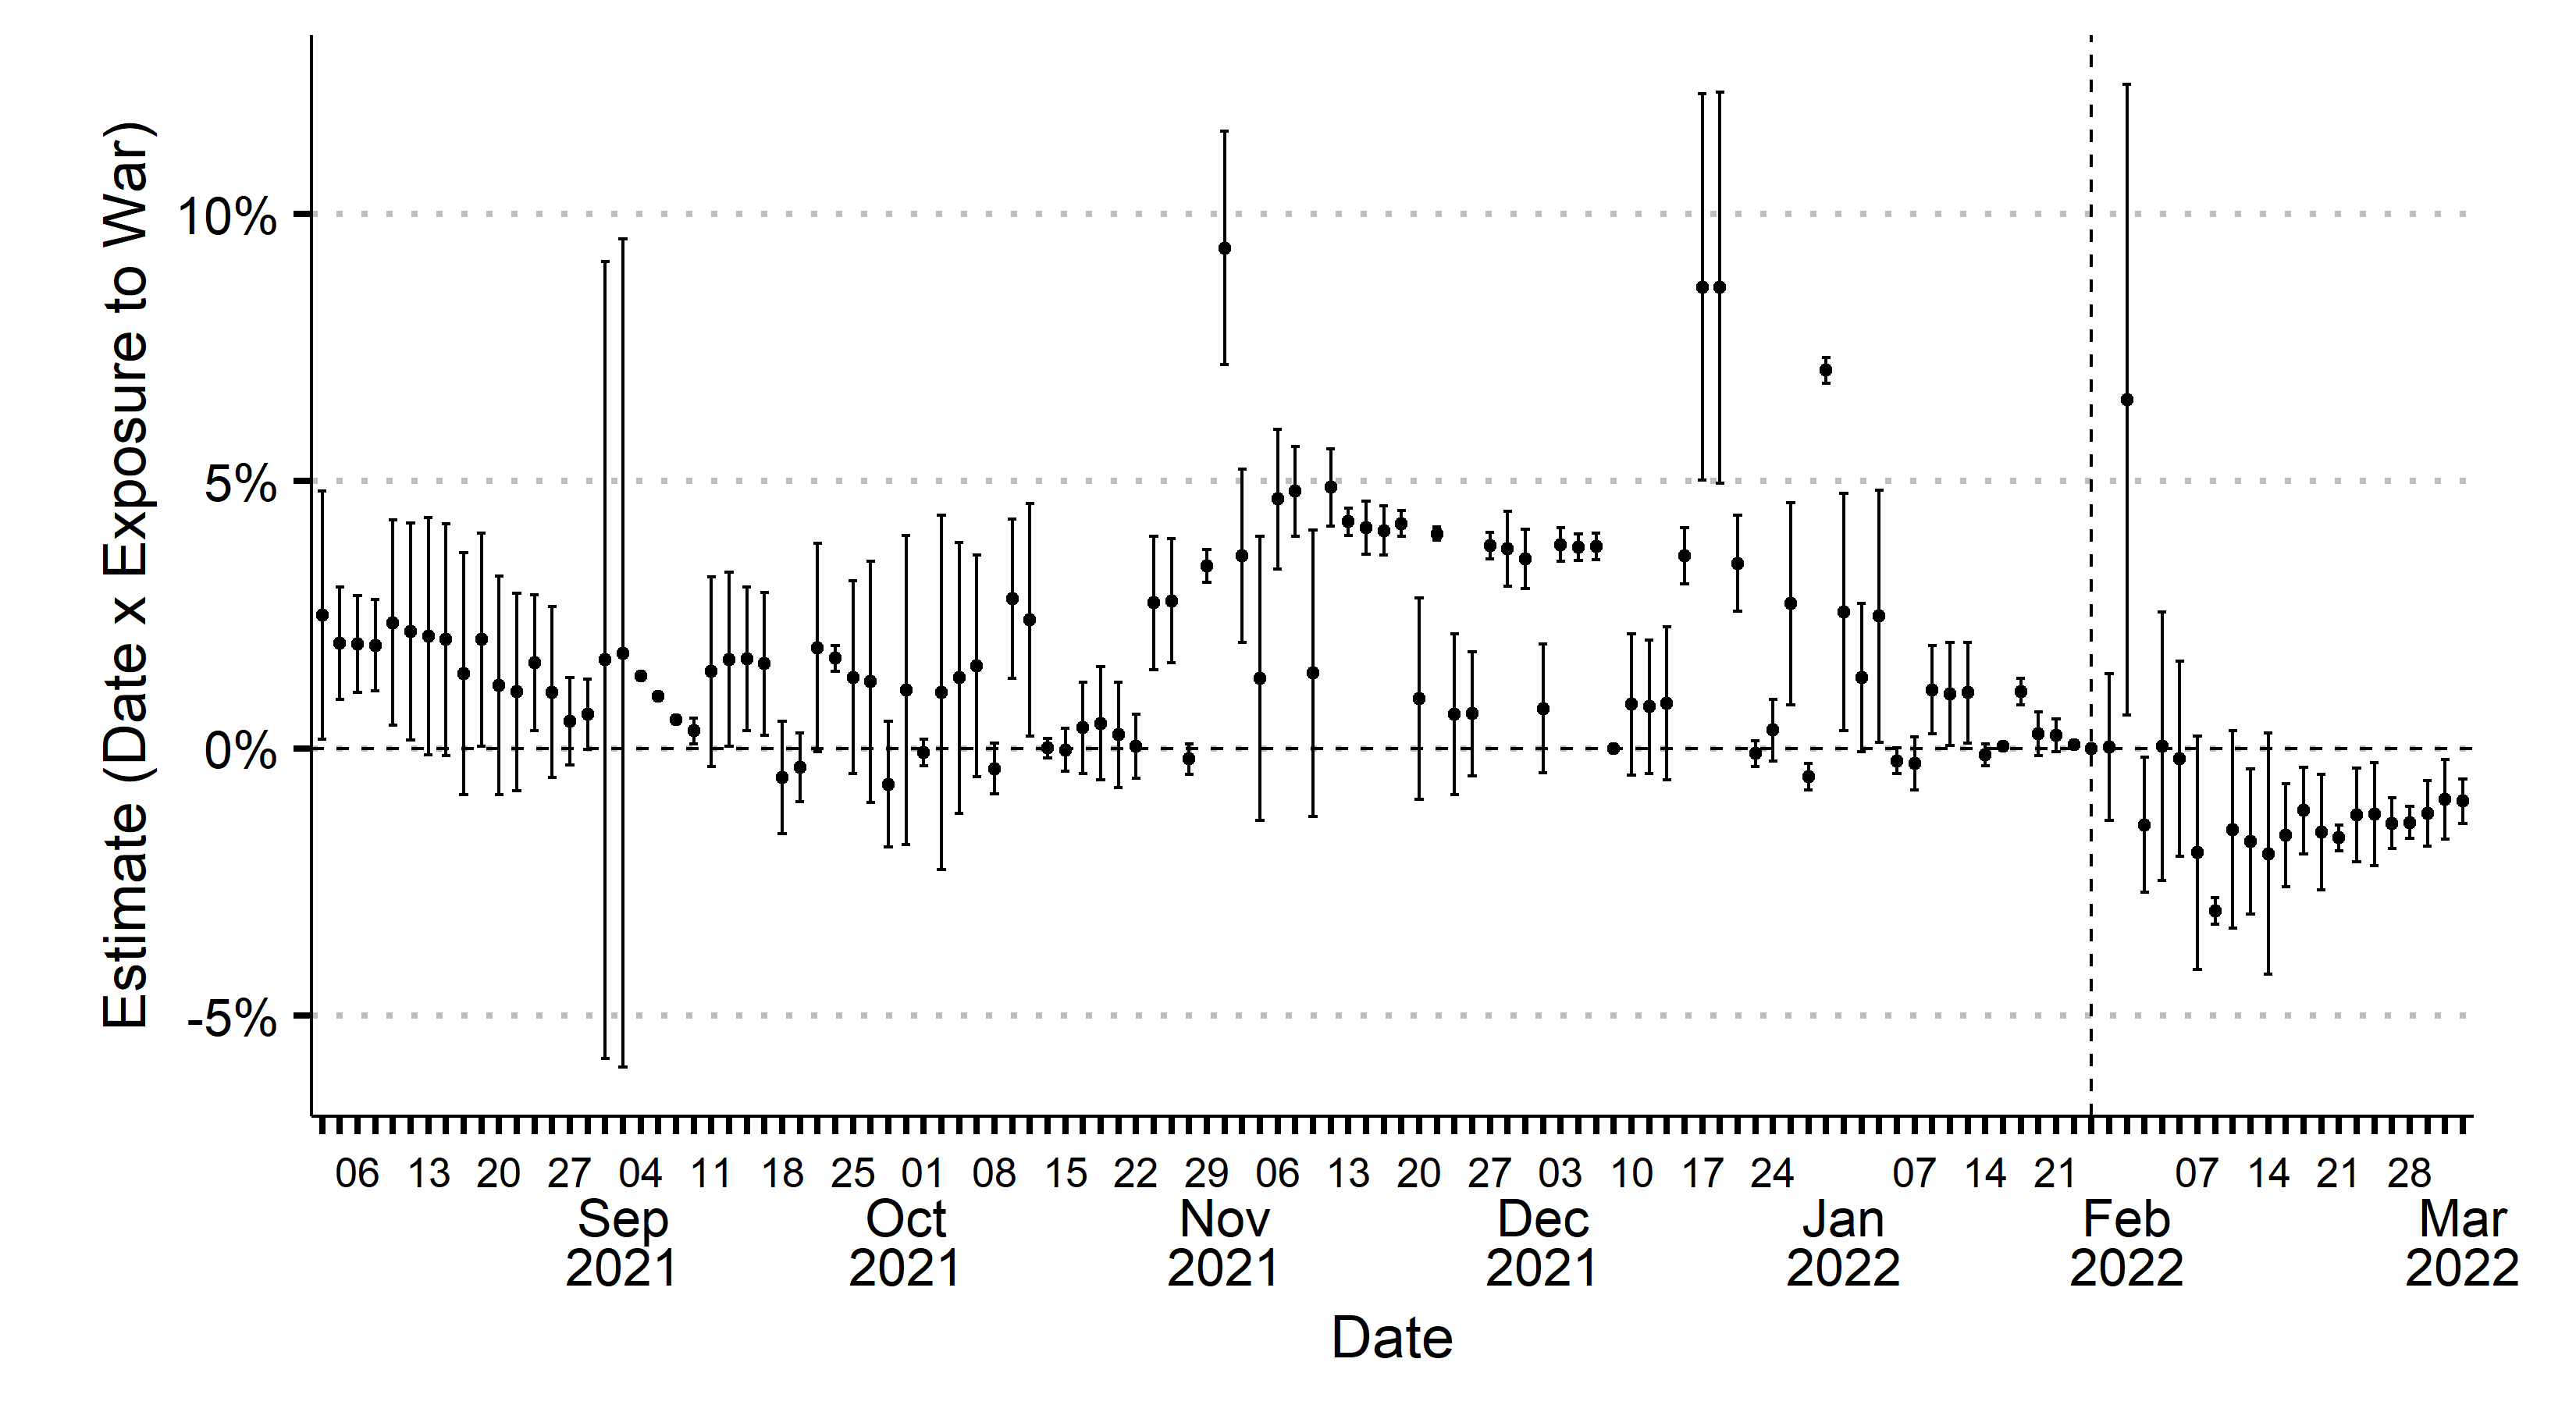 Estimate (Date x Exposure to War)
10%
5%
0%
-5%
06 13 20 27 04 11 18 25 01 08 15 22 29 06 13 20 27 03 10 17 24 07 14 21 07 14 21 28
Sep Oct Nov Dec Jan Feb Mar
2021 2021 2021 2021 2022 2022 2022
Date